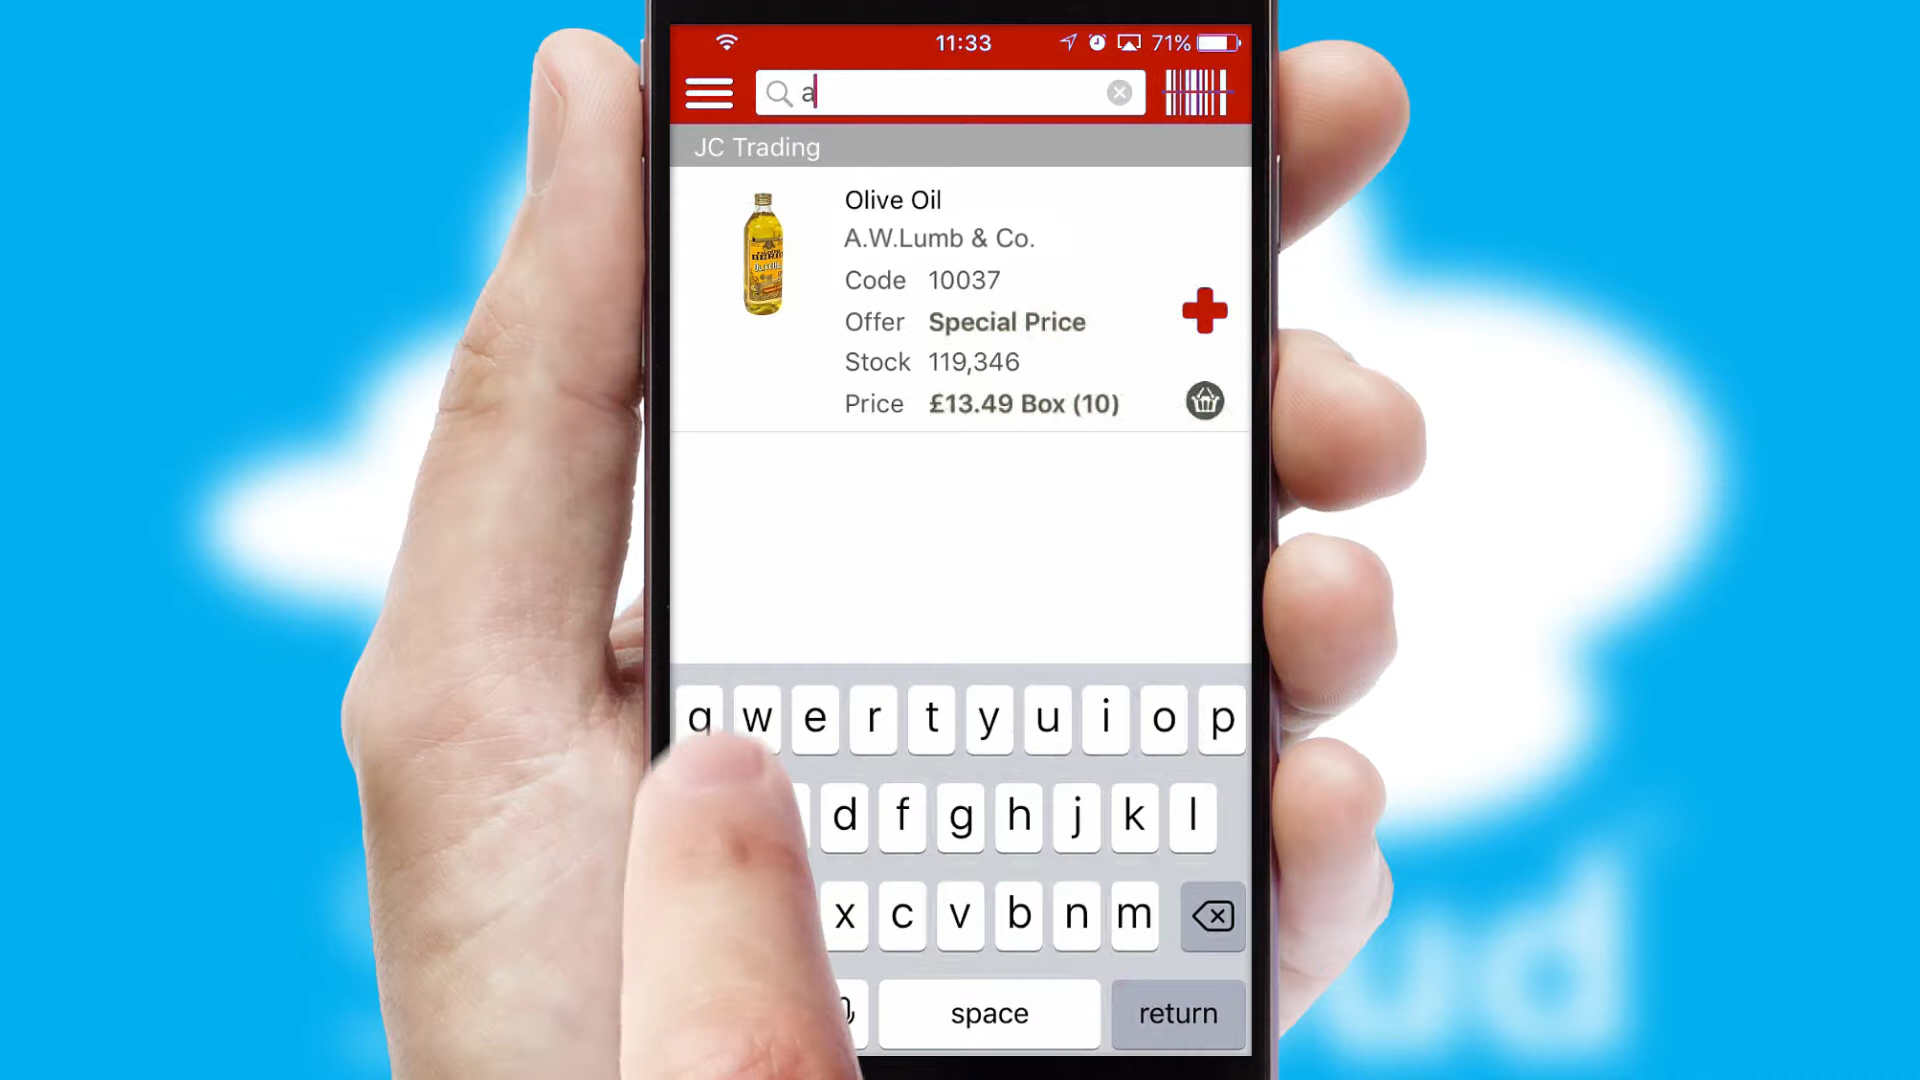 11:33 71%
a
JC Trading
Olive Oil
A.W.Lumb & Co.
Code 10037
Offer Special Price
Stock 119,346
Price £13.49 Box (10)
q w e r t y u i o p
d f g h j k l
x c v b n m
space return
ud